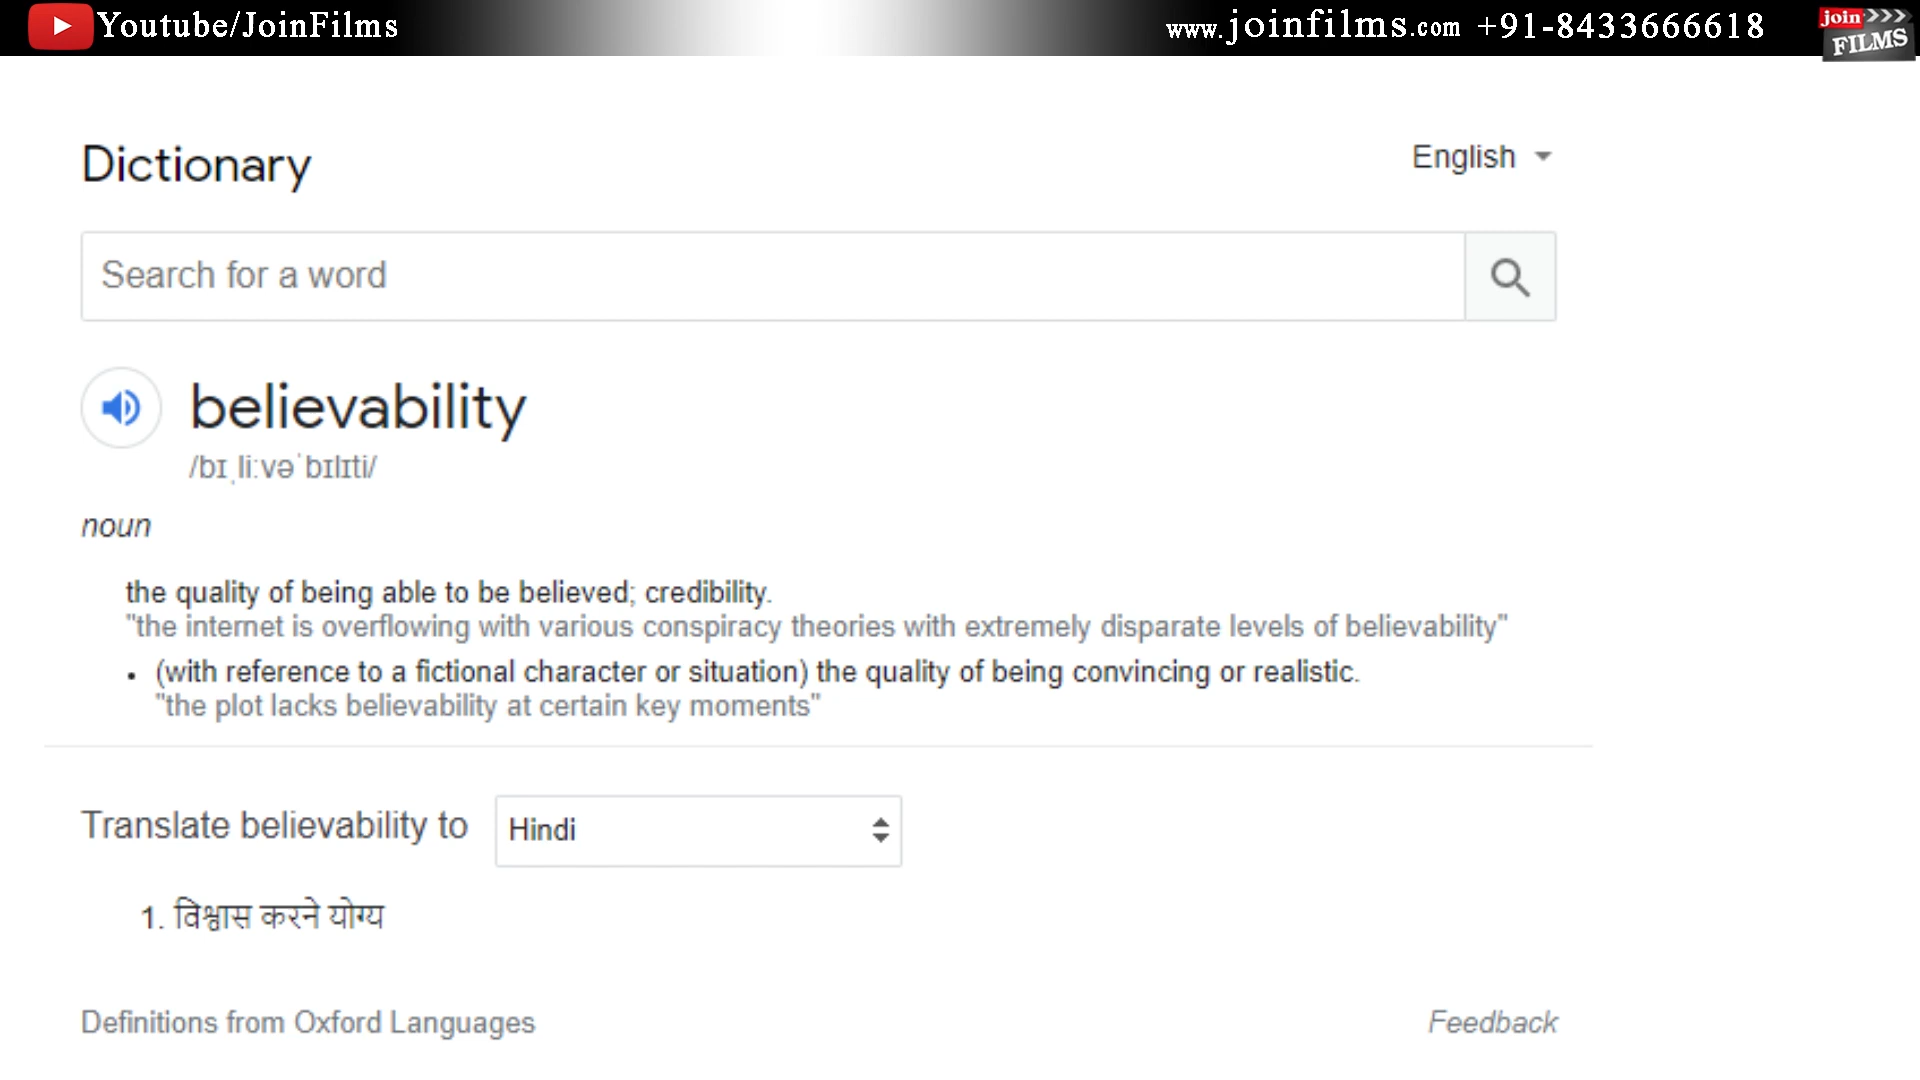 Youtube/JoinFilms
www.joinfilms.com +91-8433666618
join
FILMS
Dictionary
English
Search for a word
believability
/bɪˌliːvəˈbɪlɪti/
noun
the quality of being able to be believed; credibility.
"the internet is overflowing with various conspiracy theories with extremely disparate levels of believability"
• (with reference to a fictional character or situation) the quality of being convincing or realistic.
"the plot lacks believability at certain key moments"
Translate believability to
Hindi
1. विश्वास करने योग्य
Definitions from Oxford Languages
Feedback